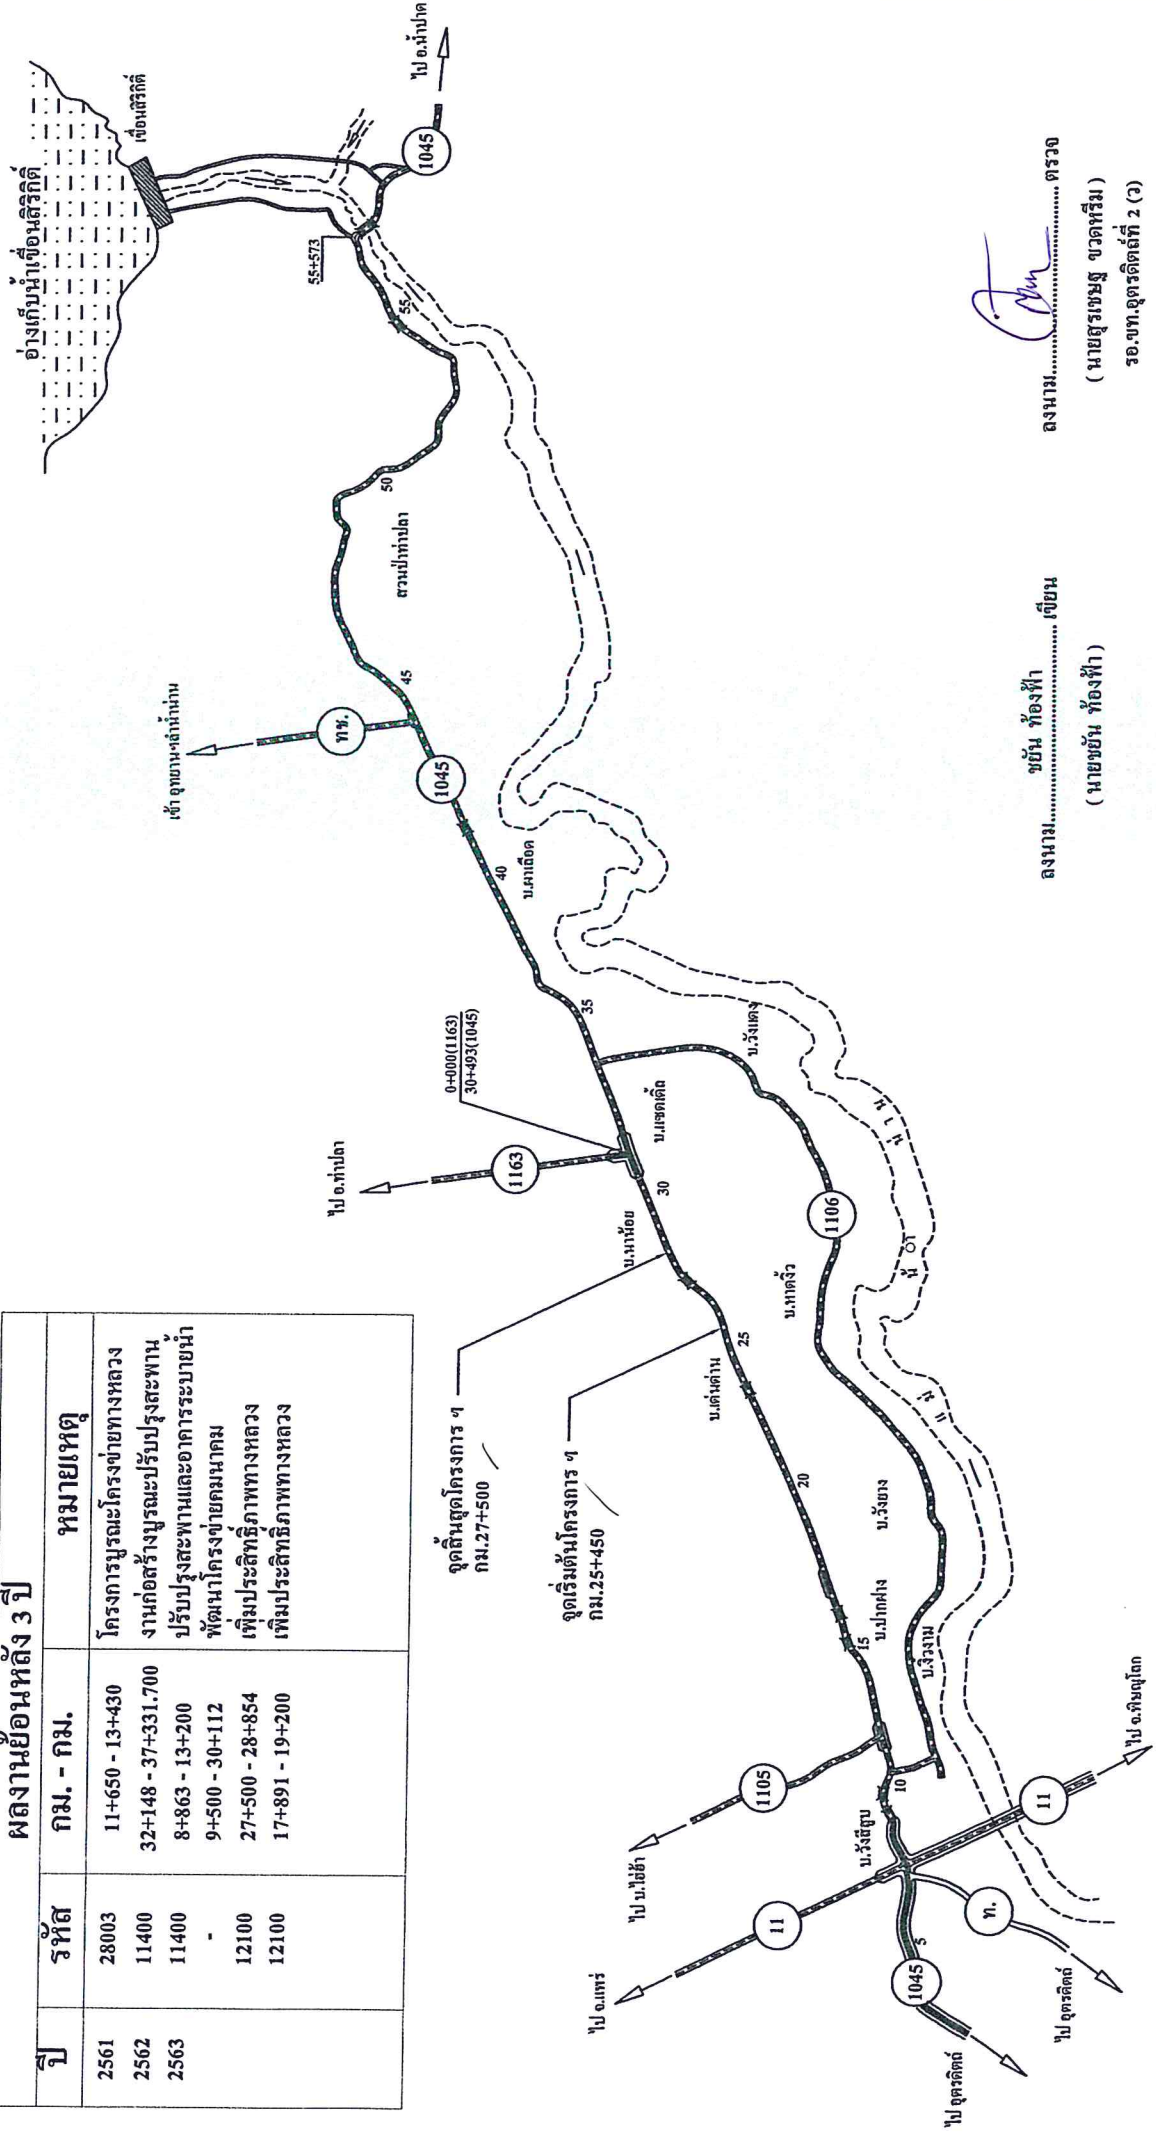 ผลงานย้อนหลัง 3 ปี
ปี รหัส กม. - กม. หมายเหตุ
2561 28003 11+650 - 13+430 โครงการบูรณะโครงข่ายทางหลวง
2562 11400 32+148 - 37+331.700 งานก่อสร้างบูรณะปรับปรุงสะพาน
2563 11400 8+863 - 13+200 ปรับปรุงสะพานและอาคารระบายน้ำ
- 9+500 - 30+112 พัฒนาโครงข่ายคมนาคม
12100 27+500 - 28+854 เพิ่มประสิทธิ์ภาพทางหลวง
12100 17+891 - 19+200 เพิ่มประสิทธิ์ภาพทางหลวง
อ่างเก็บน้ำเขื่อนสิริกิติ์
เขื่อนสิริกิติ์
ไป อ.น้ำปาด
1045
55+573
55
50
สวนป่าท่าปลา
45
เข้า อุทยานฯลำน้ำน่าน
ทช.
1045
40
บ.ผาเลือด
35
0+000(1163)
30+493(1045)
ไป อ.ท่าปลา
1163
บ.แซดเติ้ล
30
บ.นาน้อย
บ.วังแดง
1106
บ.หาดงิ้ว
จุดสิ้นสุดโครงการ ฯ
กม.27+500
จุดเริ่มต้นโครงการ ฯ
กม.25+450
25
บ.เด่นด่าน
20
บ.วังยาง
บ.ปากฝาง
15
บ.งิ้วงาม
แม่ น้ำ น่ าน
1105
ไป บ.ไฮฮ้า
10
บ.วังสีสูบ
11
ไป จ.พิษณุโลก
11
ไป จ.แพร่
5
1045
ท.
ไป อุตรดิตถ์
ไป อุตรดิตถ์
ลงนาม ขยัน ท้องฟ้า เขียน
( นายขยัน ท้องฟ้า )
ลงนาม ตรวจ
( นายสุรเชษฐ ขวดหรีม )
รอ.ขท.อุตรดิตถ์ที่ 2 (ว)